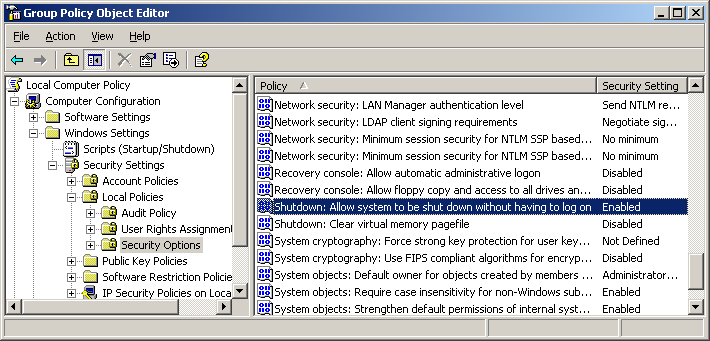 Group Policy Object Editor
File Action View Help
Local Computer Policy
Computer Configuration
Software Settings
Windows Settings
Scripts (Startup/Shutdown)
Security Settings
Account Policies
Local Policies
Audit Policy
User Rights Assignment
Security Options
Public Key Policies
Software Restriction Policie
IP Security Policies on Loca
Policy Security Setting
Network security: LAN Manager authentication level Send NTLM re...
Network security: LDAP client signing requirements Negotiate sig...
Network security: Minimum session security for NTLM SSP based... No minimum
Network security: Minimum session security for NTLM SSP based... No minimum
Recovery console: Allow automatic administrative logon Disabled
Recovery console: Allow floppy copy and access to all drives an... Disabled
Shutdown: Allow system to be shut down without having to log on Enabled
Shutdown: Clear virtual memory pagefile Disabled
System cryptography: Force strong key protection for user key... Not Defined
System cryptography: Use FIPS compliant algorithms for encryp... Disabled
System objects: Default owner for objects created by members ... Administrator...
System objects: Require case insensitivity for non-Windows sub... Enabled
System objects: Strengthen default permissions of internal syst... Enabled